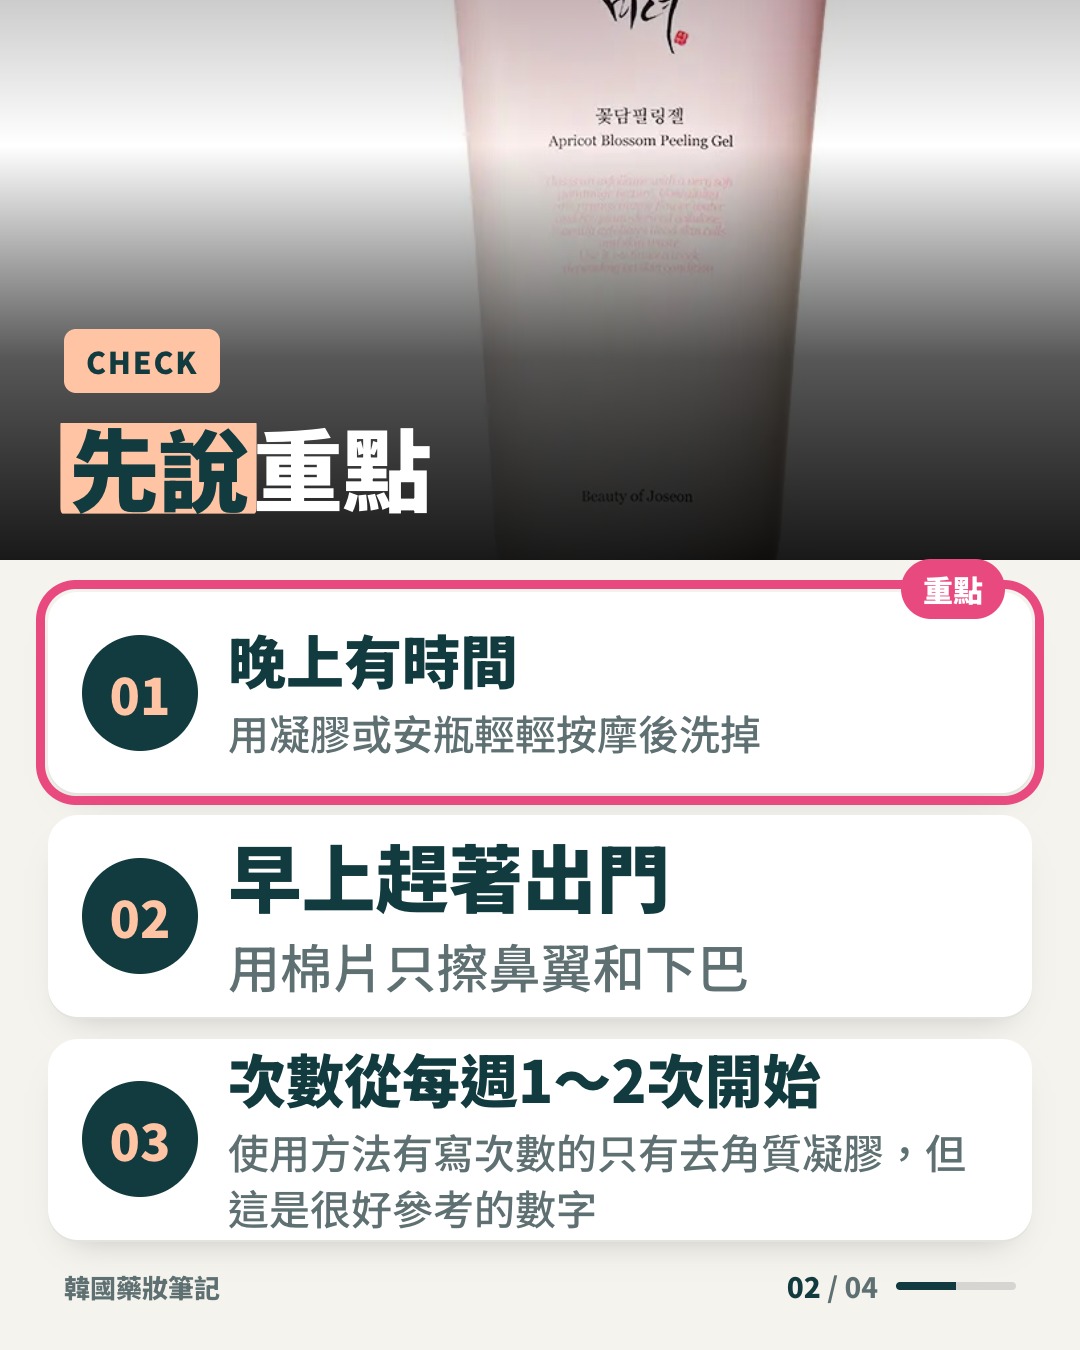 미녀
꽃담필링젤
Apricot Blossom Peeling Gel
Beauty of Joseon
CHECK
先說重點
重點
01
晚上有時間
用凝膠或安瓶輕輕按摩後洗掉
02
早上趕著出門
用棉片只擦鼻翼和下巴
03
次數從每週1～2次開始
使用方法有寫次數的只有去角質凝膠，但
這是很好參考的數字
韓國藥妝筆記
02 / 04